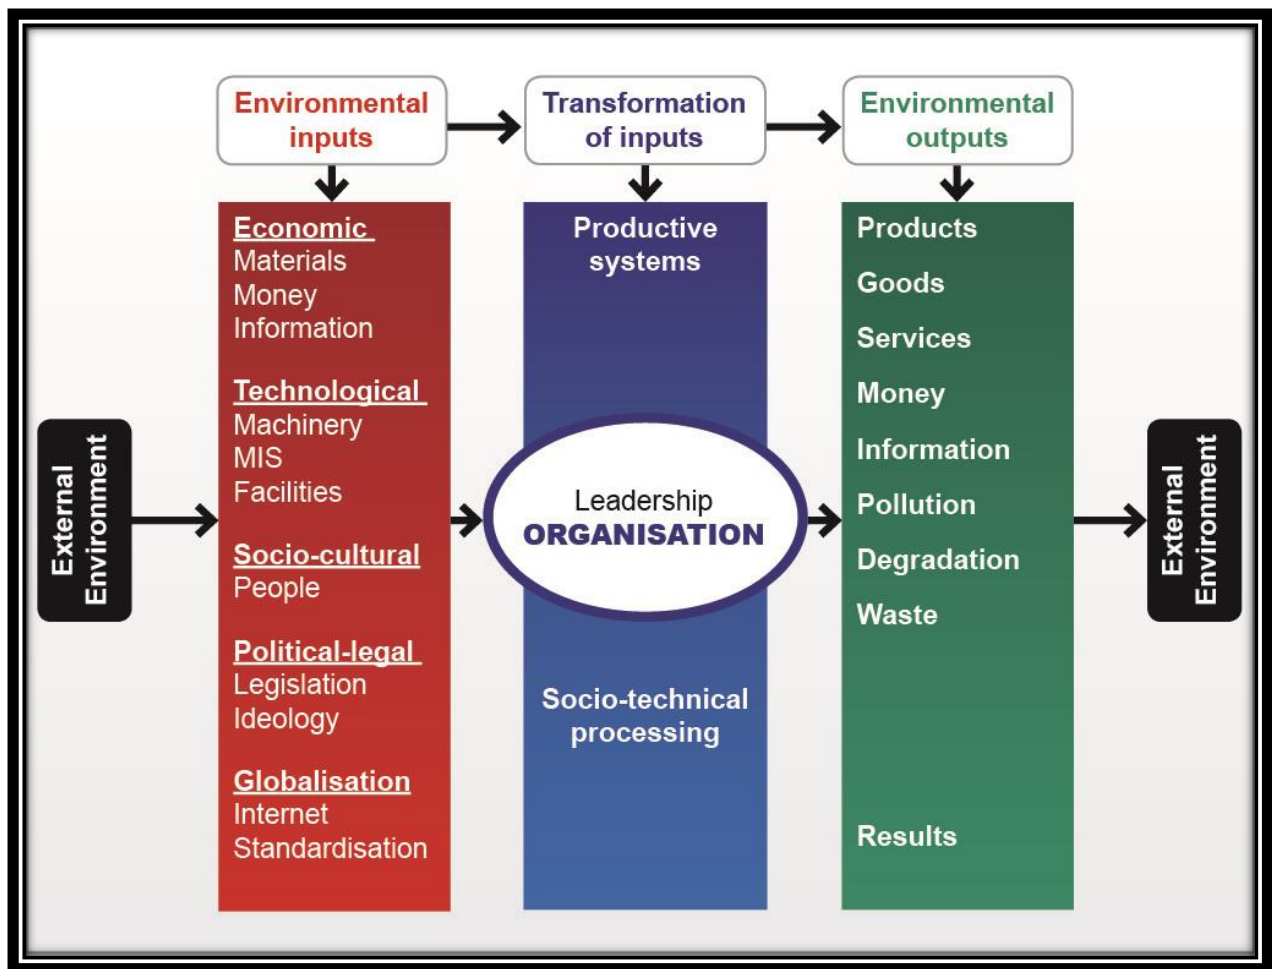 Environmental
inputs
Transformation
of inputs
Environmental
outputs
External
Environment
Economic
Materials
Money
Information
Technological
Machinery
MIS
Facilities
Socio-cultural
People
Political-legal
Legislation
Ideology
Globalisation
Internet
Standardisation
Productive
systems
Leadership
ORGANISATION
Socio-technical
processing
Products
Goods
Services
Money
Information
Pollution
Degradation
Waste
Results
External
Environment